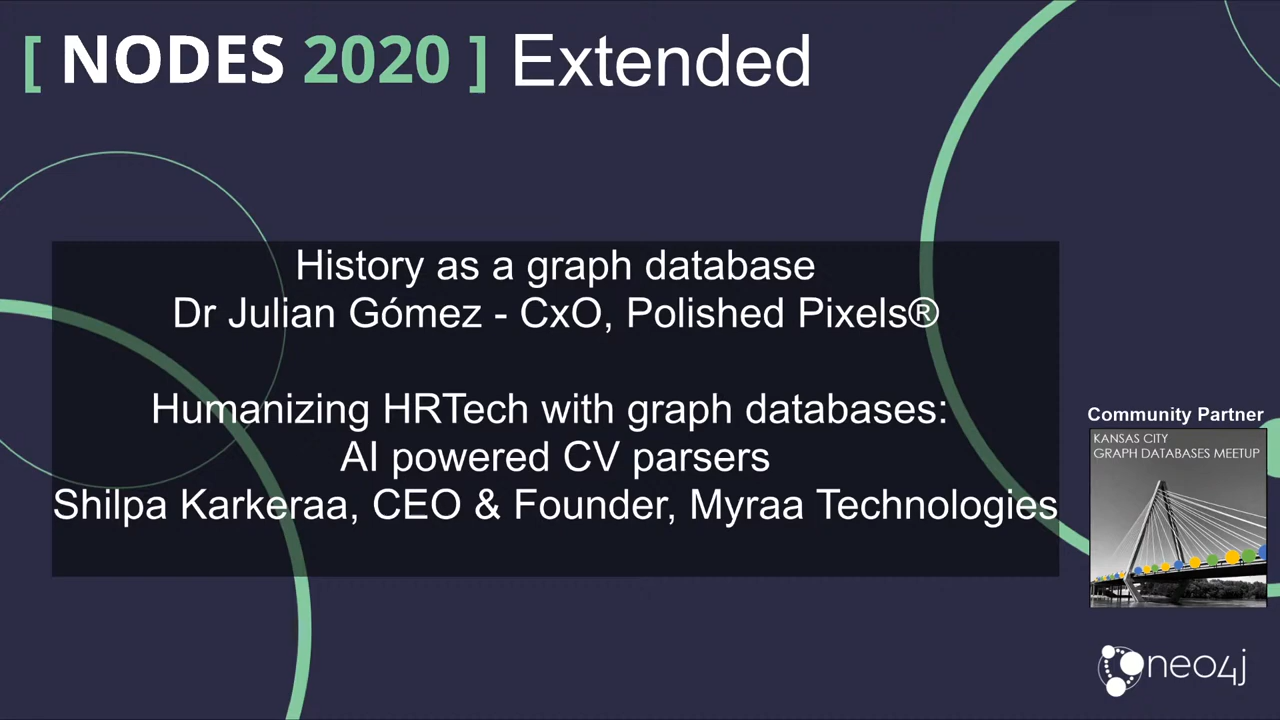 [ NODES 2020 ] Extended
History as a graph database
Dr Julian Gómez - CxO, Polished Pixels®
Humanizing HRTech with graph databases:
AI powered CV parsers
Shilpa Karkeraa, CEO & Founder, Myraa Technologies
Community Partner
KANSAS CITY
GRAPH DATABASES MEETUP
neo4j